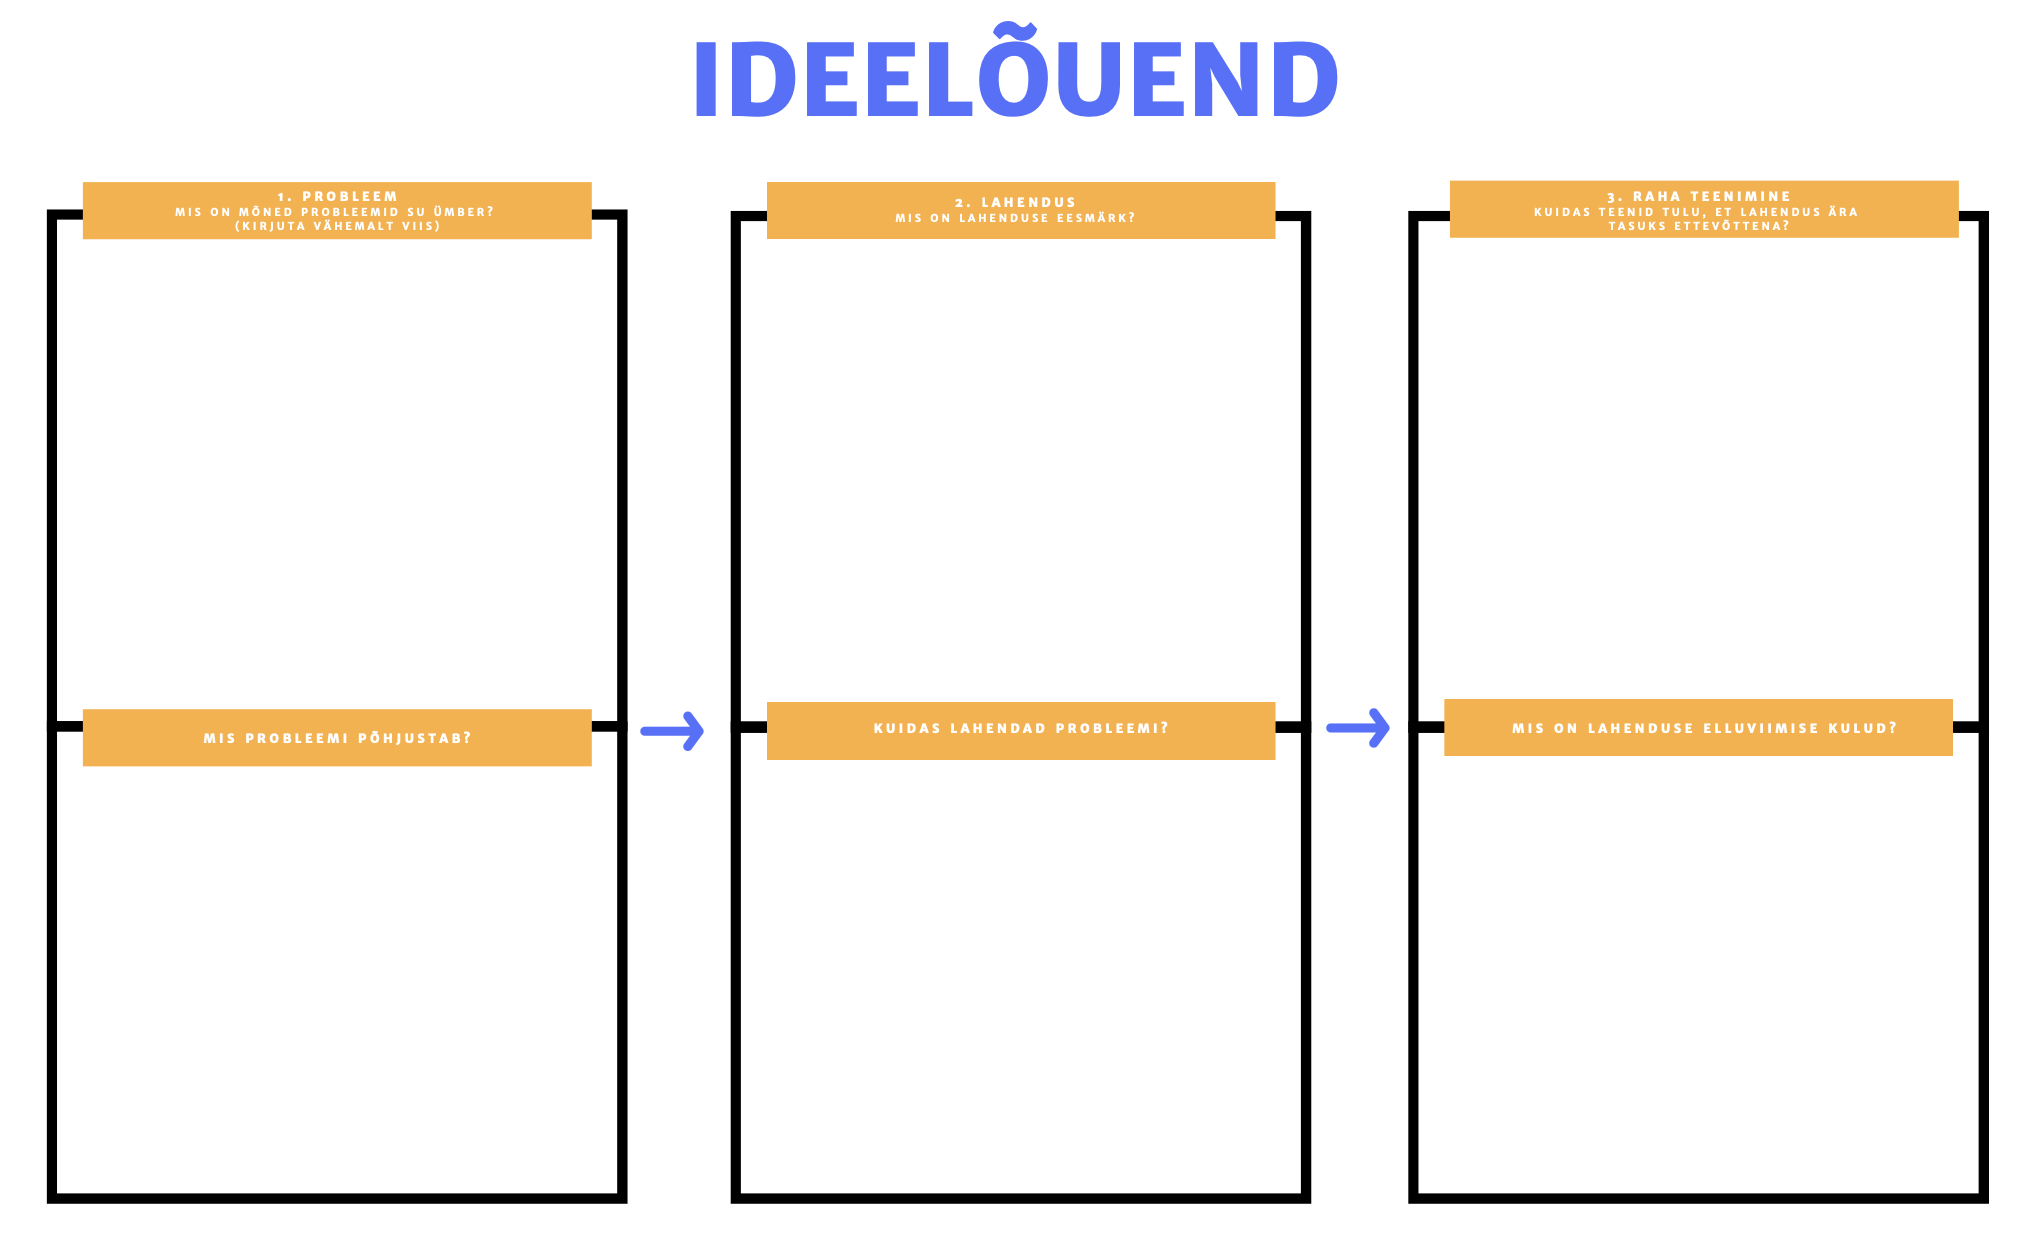 IDEELÕUEND
1. PROBLEEM
MIS ON MÕNED PROBLEEMID SU ÜMBER?
(KIRJUTA VÄHEMALT VIIS)
MIS PROBLEEMI PÕHJUSTAB?
2. LAHENDUS
MIS ON LAHENDUSE EESMÄRK?
KUIDAS LAHENDAD PROBLEEMI?
3. RAHA TEENIMINE
KUIDAS TEENID TULU, ET LAHENDUS ÄRA
TASUKS ETTEVÕTTENA?
MIS ON LAHENDUSE ELLUVIIMISE KULUD?